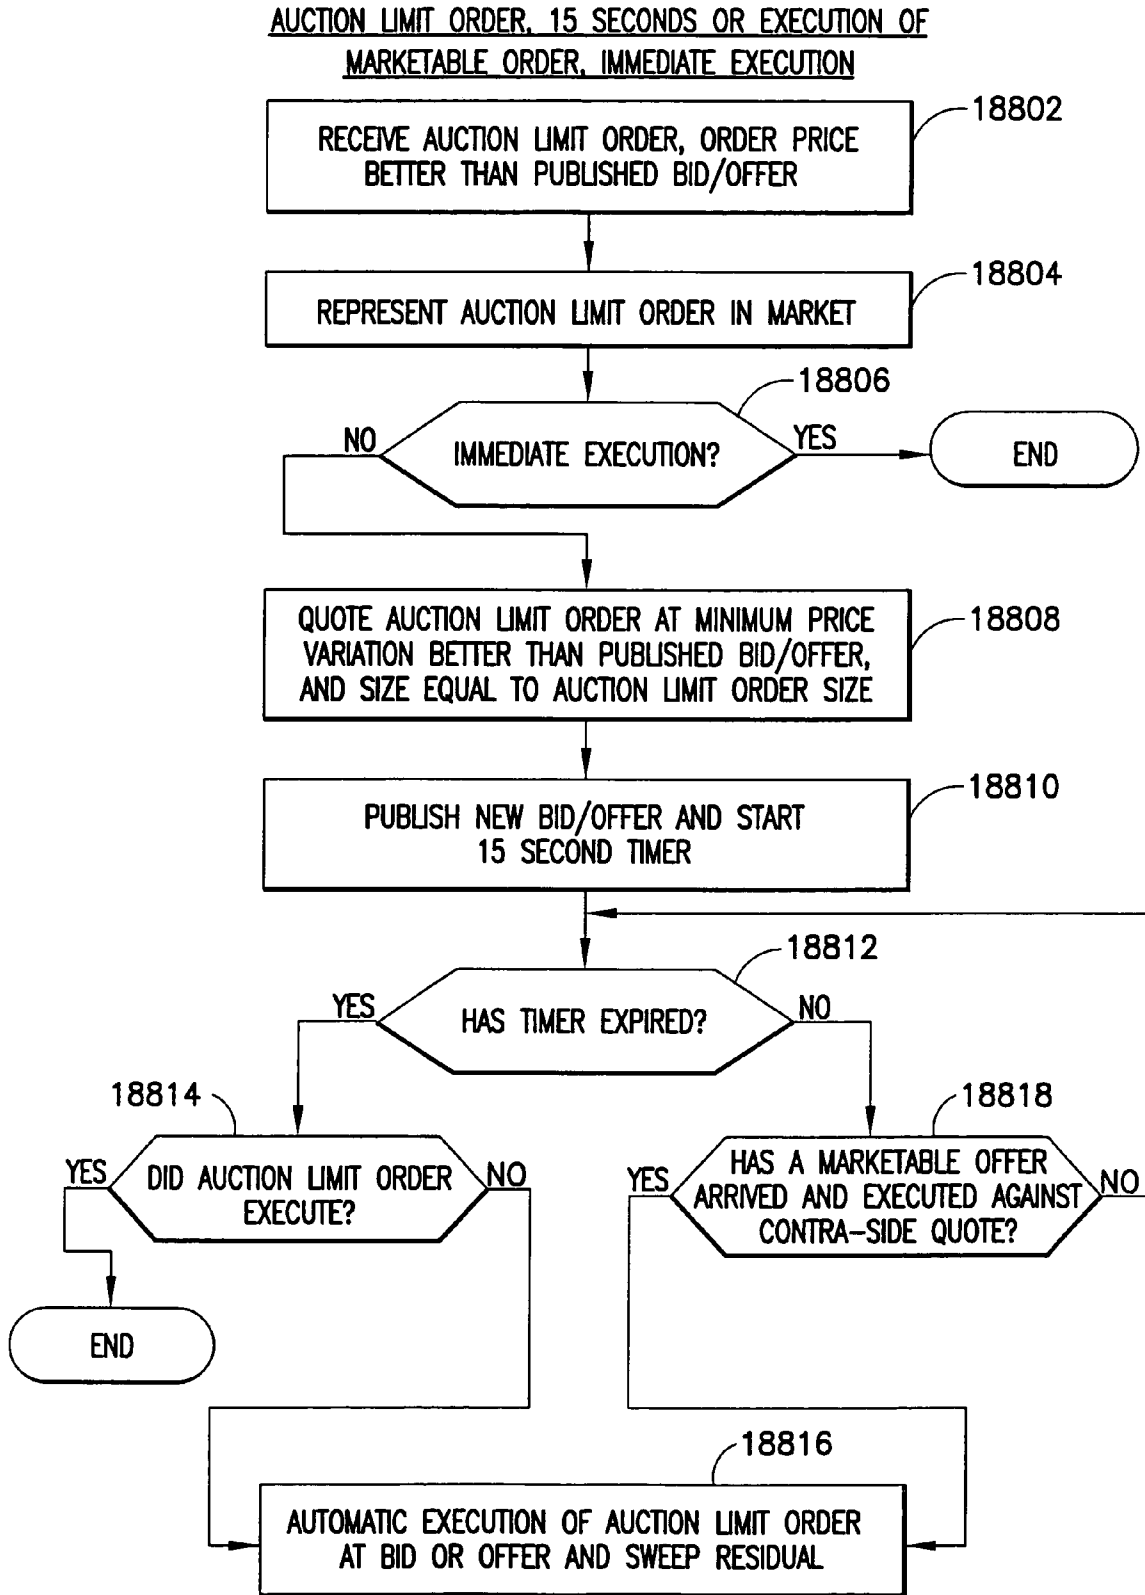 AUCTION LIMIT ORDER, 15 SECONDS OR EXECUTION OF
MARKETABLE ORDER, IMMEDIATE EXECUTION
18802
RECEIVE AUCTION LIMIT ORDER, ORDER PRICE
BETTER THAN PUBLISHED BID/OFFER
18804
REPRESENT AUCTION LIMIT ORDER IN MARKET
18806
NO
IMMEDIATE EXECUTION?
YES
END
18808
QUOTE AUCTION LIMIT ORDER AT MINIMUM PRICE
VARIATION BETTER THAN PUBLISHED BID/OFFER,
AND SIZE EQUAL TO AUCTION LIMIT ORDER SIZE
18810
PUBLISH NEW BID/OFFER AND START
15 SECOND TIMER
18812
YES
HAS TIMER EXPIRED?
NO
18814
YES
DID AUCTION LIMIT ORDER
EXECUTE?
NO
END
18818
YES
HAS A MARKETABLE OFFER
ARRIVED AND EXECUTED AGAINST
CONTRA-SIDE QUOTE?
NO
18816
AUTOMATIC EXECUTION OF AUCTION LIMIT ORDER
AT BID OR OFFER AND SWEEP RESIDUAL